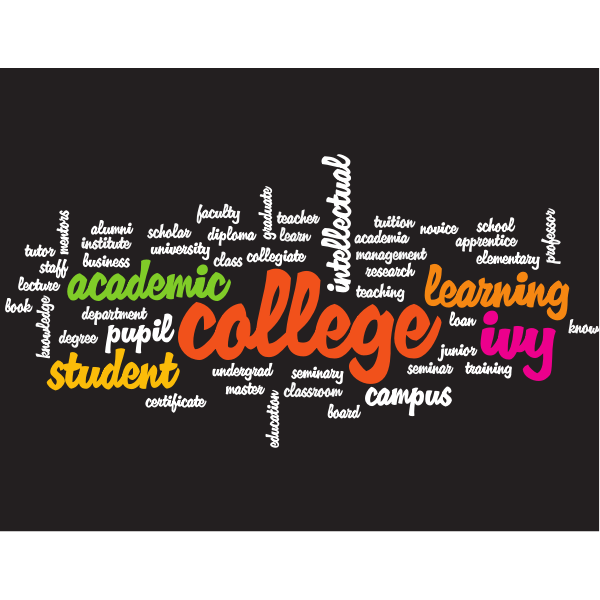 intellectual
mentors
faculty
graduate
teacher
alumni
scholar
diploma
learn
tuition
novice
school
professor
tutor
institute
university
academia
apprentice
staff
business
class
collegiate
management
elementary
lecture
academic
research
learning
book
knowledge
department
college
teaching
loan
ivy
know
degree
pupil
junior
student
undergrad
seminary
seminar
training
master
classroom
campus
certificate
education
board